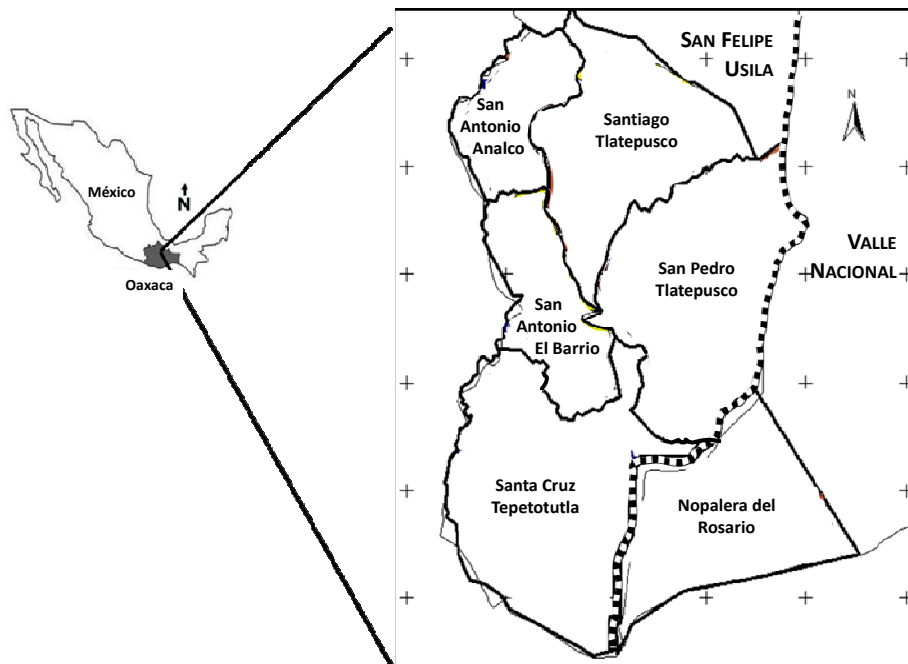 México
N
Oaxaca
SAN FELIPE
USILA
N
San
Antonio
Analco
Santiago
Tlatepusco
VALLE
NACIONAL
San Pedro
Tlatepusco
San
Antonio
El Barrio
Santa Cruz
Tepetotutla
Nopalera del
Rosario